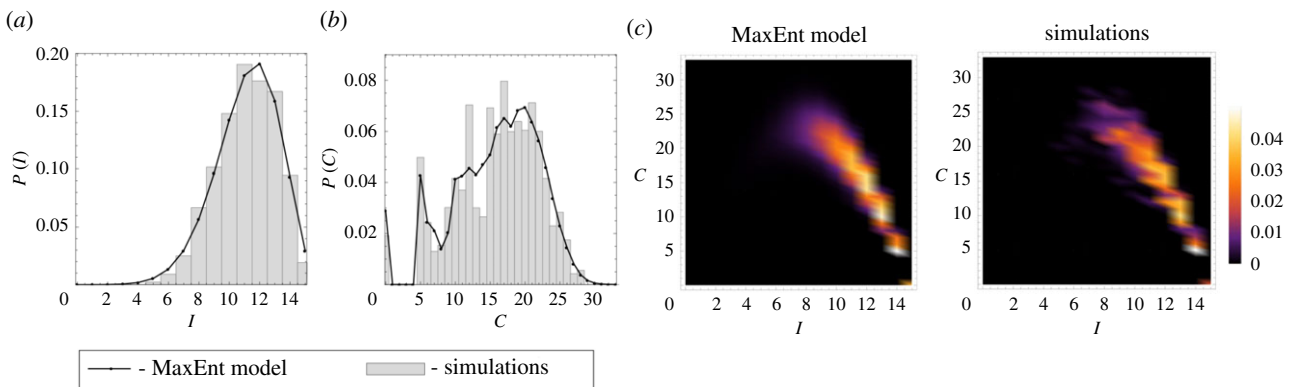 (a)
(b)
(c)
MaxEnt model
simulations
0.20
0.15
0.10
0.05
P (I)
0 2 4 6 8 10 12 14
I
0.08
0.06
0.04
0.02
P (C)
0 5 10 15 20 25 30
C
30
25
20
15
10
5
C
0 2 4 6 8 10 12 14
I
30
25
20
15
10
5
C
0 2 4 6 8 10 12 14
I
0.04
0.03
0.02
0.01
0
- MaxEnt model - simulations